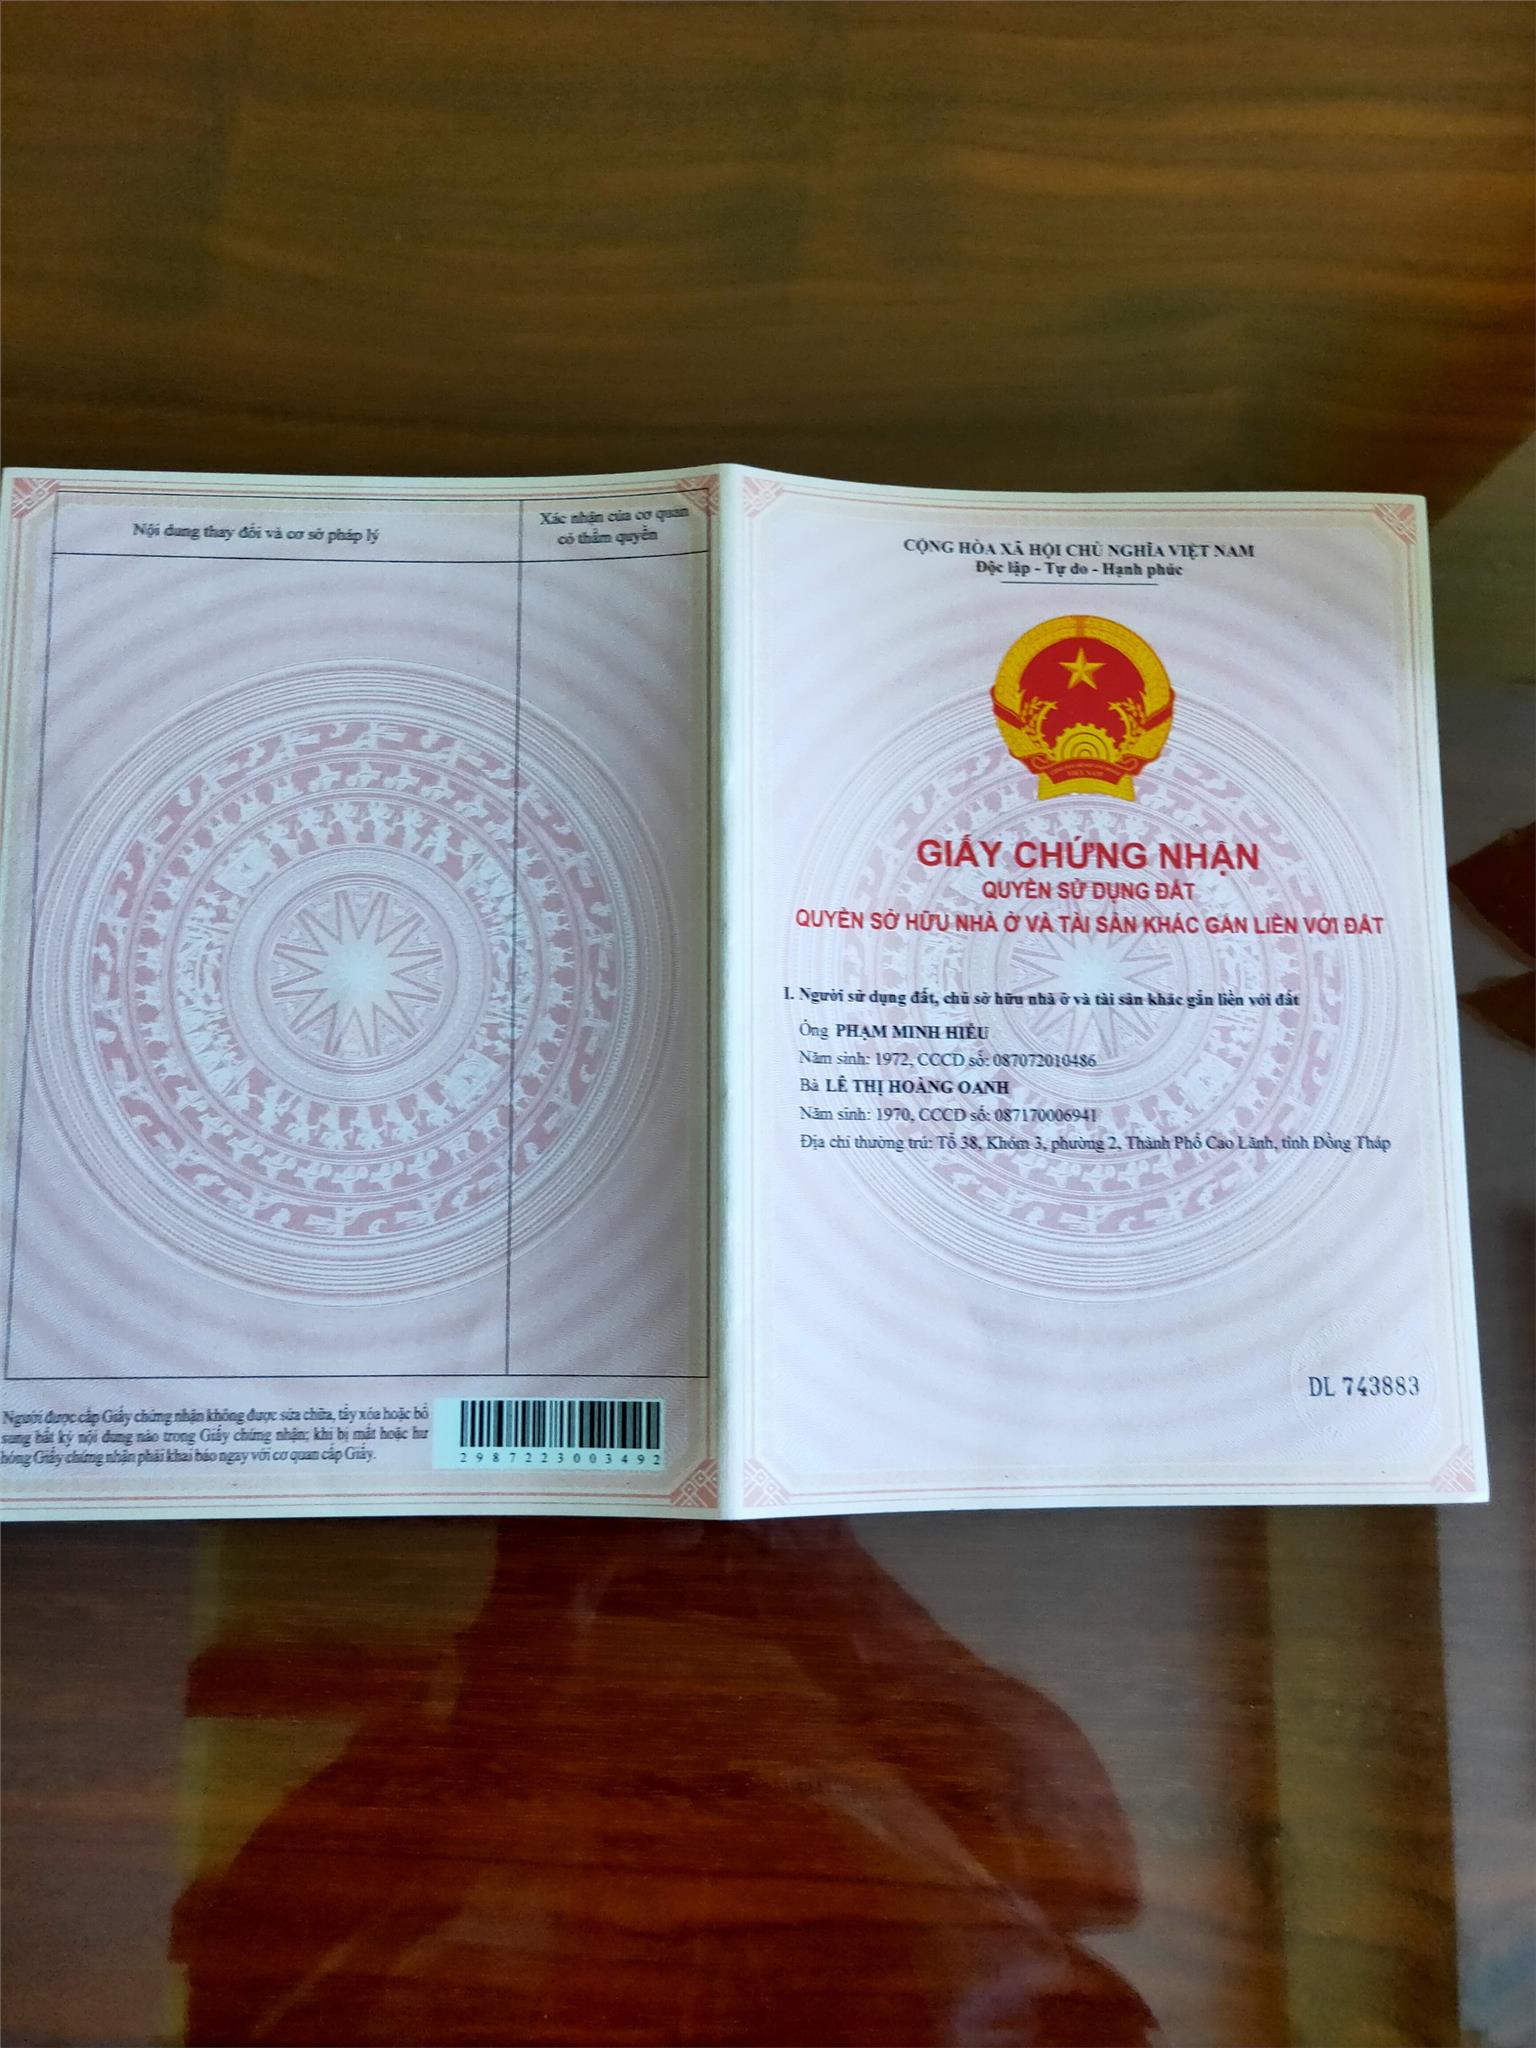 Nội dung thay đổi và cơ sở pháp lý
Xác nhận của cơ quan
có thẩm quyền
Người được cấp Giấy chứng nhận không được sửa chữa, tẩy xóa hoặc bổ
sung bất kỳ nội dung nào trong Giấy chứng nhận; khi bị mất hoặc hư
hỏng Giấy chứng nhận phải khai báo ngay với cơ quan cấp Giấy.
2987223003492
CỘNG HÒA XÃ HỘI CHỦ NGHĨA VIỆT NAM
Độc lập - Tự do - Hạnh phúc
VIỆT NAM
GIẤY CHỨNG NHẬN
QUYỀN SỬ DỤNG ĐẤT
QUYỀN SỞ HỮU NHÀ Ở VÀ TÀI SẢN KHÁC GẮN LIỀN VỚI ĐẤT
I. Người sử dụng đất, chủ sở hữu nhà ở và tài sản khác gắn liền với đất
Ông PHẠM MINH HIẾU
Năm sinh: 1972, CCCD số: 087072010486
Bà LÊ THỊ HOÀNG OANH
Năm sinh: 1970, CCCD số: 087170006941
Địa chỉ thường trú: Tổ 38, Khóm 3, phường 2, Thành Phố Cao Lãnh, tỉnh Đồng Tháp
DL 743883